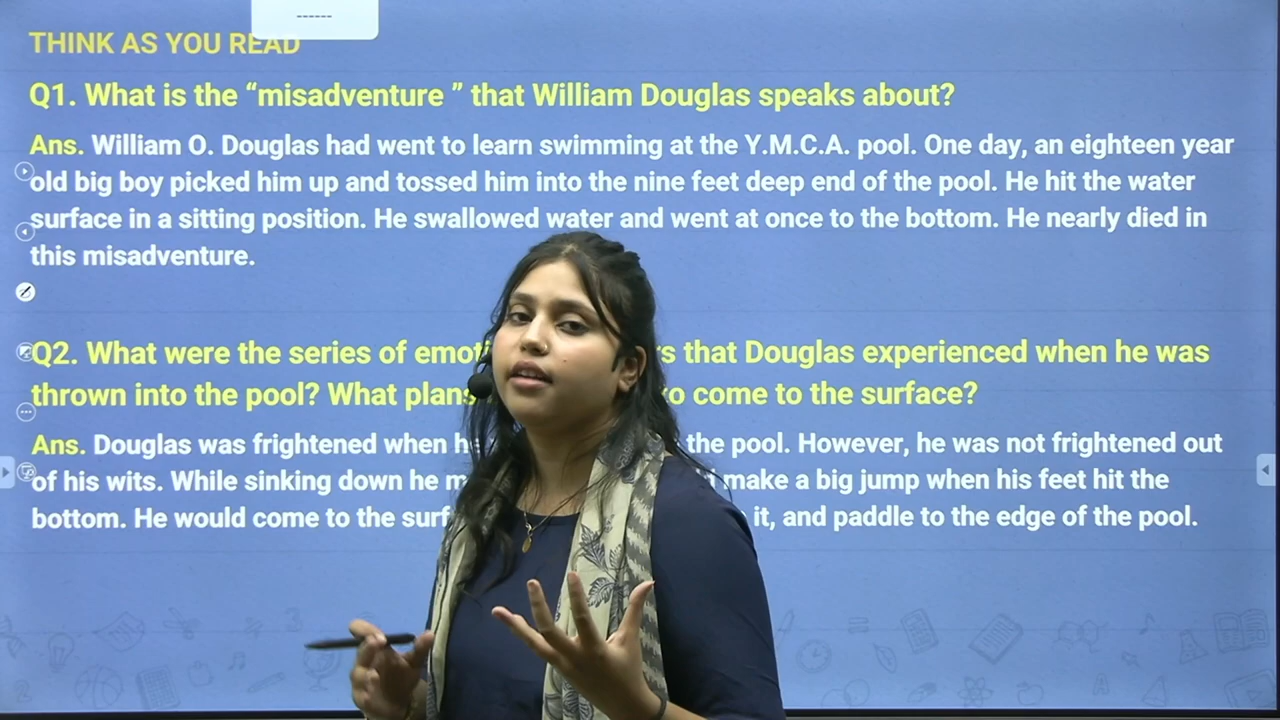 ------
THINK AS YOU READ
Q1. What is the “misadventure ” that William Douglas speaks about?
Ans. William O. Douglas had went to learn swimming at the Y.M.C.A. pool. One day, an eighteen year
old big boy picked him up and tossed him into the nine feet deep end of the pool. He hit the water
surface in a sitting position. He swallowed water and went at once to the bottom. He nearly died in
this misadventure.
Q2. What were the series of that Douglas experienced when he was
thrown into the pool? What plans come to the surface?
Ans. Douglas was frightened when the pool. However, he was not frightened out
of his wits. While sinking down he make a big jump when his feet hit the
bottom. He would come to the it, and paddle to the edge of the pool.